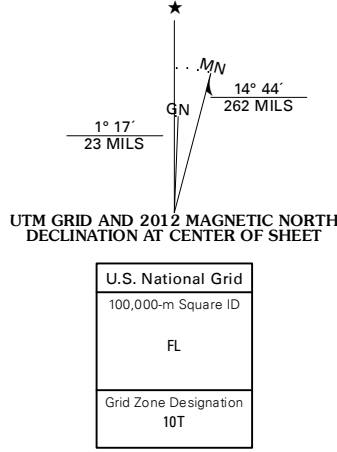 ★
MN
14° 44´
262 MILS
GN
1° 17´
23 MILS
UTM GRID AND 2012 MAGNETIC NORTH
DECLINATION AT CENTER OF SHEET
U.S. National Grid
100,000-m Square ID
FL
Grid Zone Designation
10T